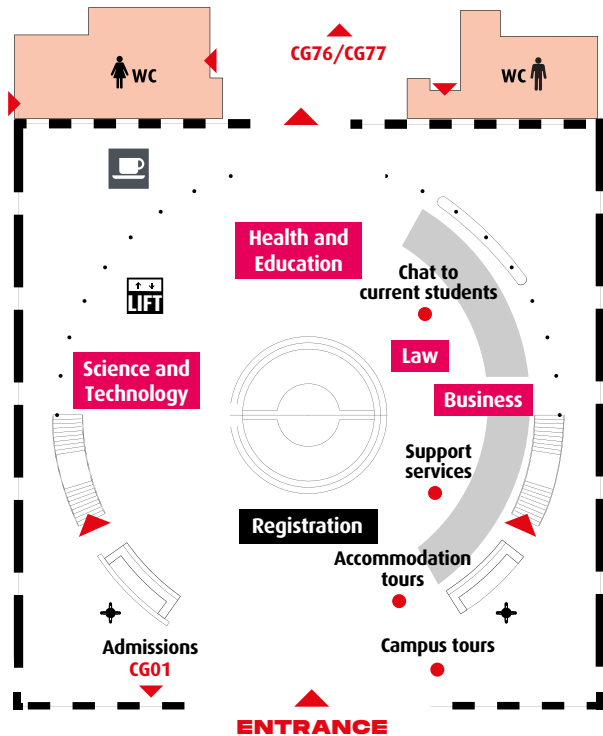 CG76/CG77
WC
WC
Health and
Education
Chat to
current students
LIFT
Law
Science and
Technology
Business
Support
services
Registration
Accommodation
tours
Admissions
CG01
Campus tours
ENTRANCE